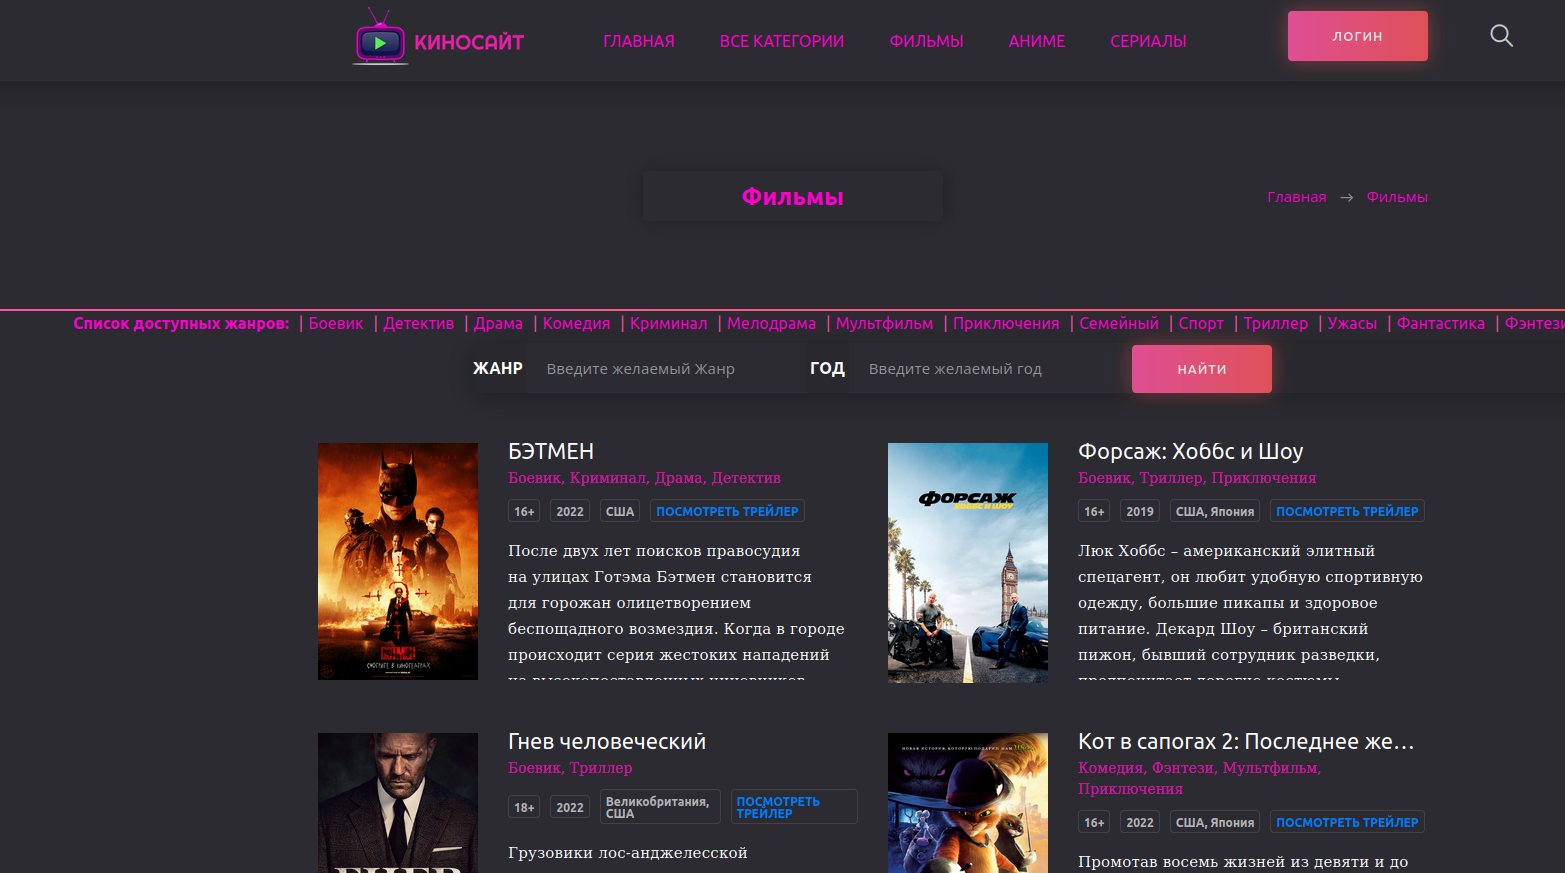 КИНОСАЙТ
ГЛАВНАЯ ВСЕ КАТЕГОРИИ ФИЛЬМЫ АНИМЕ СЕРИАЛЫ
ЛОГИН
Фильмы
Главная → Фильмы
Список доступных жанров: | Боевик | Детектив | Драма | Комедия | Криминал | Мелодрама | Мультфильм | Приключения | Семейный | Спорт | Триллер | Ужасы | Фантастика | Фэнтези
ЖАНР Введите желаемый Жанр ГОД Введите желаемый год НАЙТИ
БЭТМЕН
СМОТРИТЕ В КИНОТЕАТРАХ
БЭТМЕН
Боевик, Криминал, Драма, Детектив
16+ 2022 США ПОСМОТРЕТЬ ТРЕЙЛЕР
После двух лет поисков правосудия
на улицах Готэма Бэтмен становится
для горожан олицетворением
беспощадного возмездия. Когда в городе
происходит серия жестоких нападений
ФОРСАЖ
ХОББС И ШОУ
Форсаж: Хоббс и Шоу
Боевик, Триллер, Приключения
16+ 2019 США, Япония ПОСМОТРЕТЬ ТРЕЙЛЕР
Люк Хоббс – американский элитный
спецагент, он любит удобную спортивную
одежду, большие пикапы и здоровое
питание. Декард Шоу – британский
пижон, бывший сотрудник разведки,
Гнев человеческий
Боевик, Триллер
18+ 2022 Великобритания, США ПОСМОТРЕТЬ ТРЕЙЛЕР
Грузовики лос-анджелесской
Кот в сапогах 2: Последнее же...
Комедия, Фэнтези, Мультфильм,
Приключения
16+ 2022 США, Япония ПОСМОТРЕТЬ ТРЕЙЛЕР
Промотав восемь жизней из девяти и до